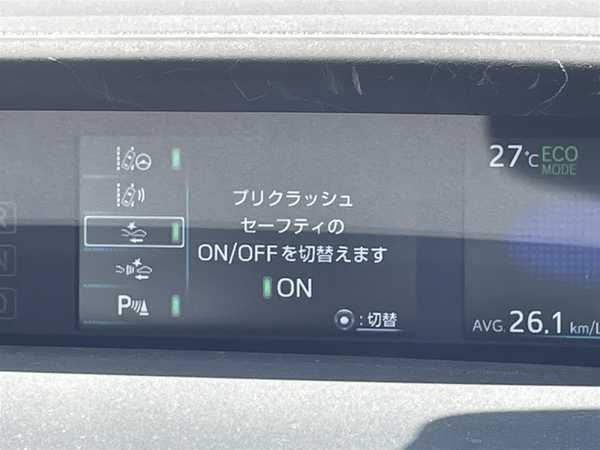 プリクラッシュ
セーフティの
ON/OFFを切替えます
ON
:切替
P
27℃
ECO
MODE
AVG. 26.1 km/L
N